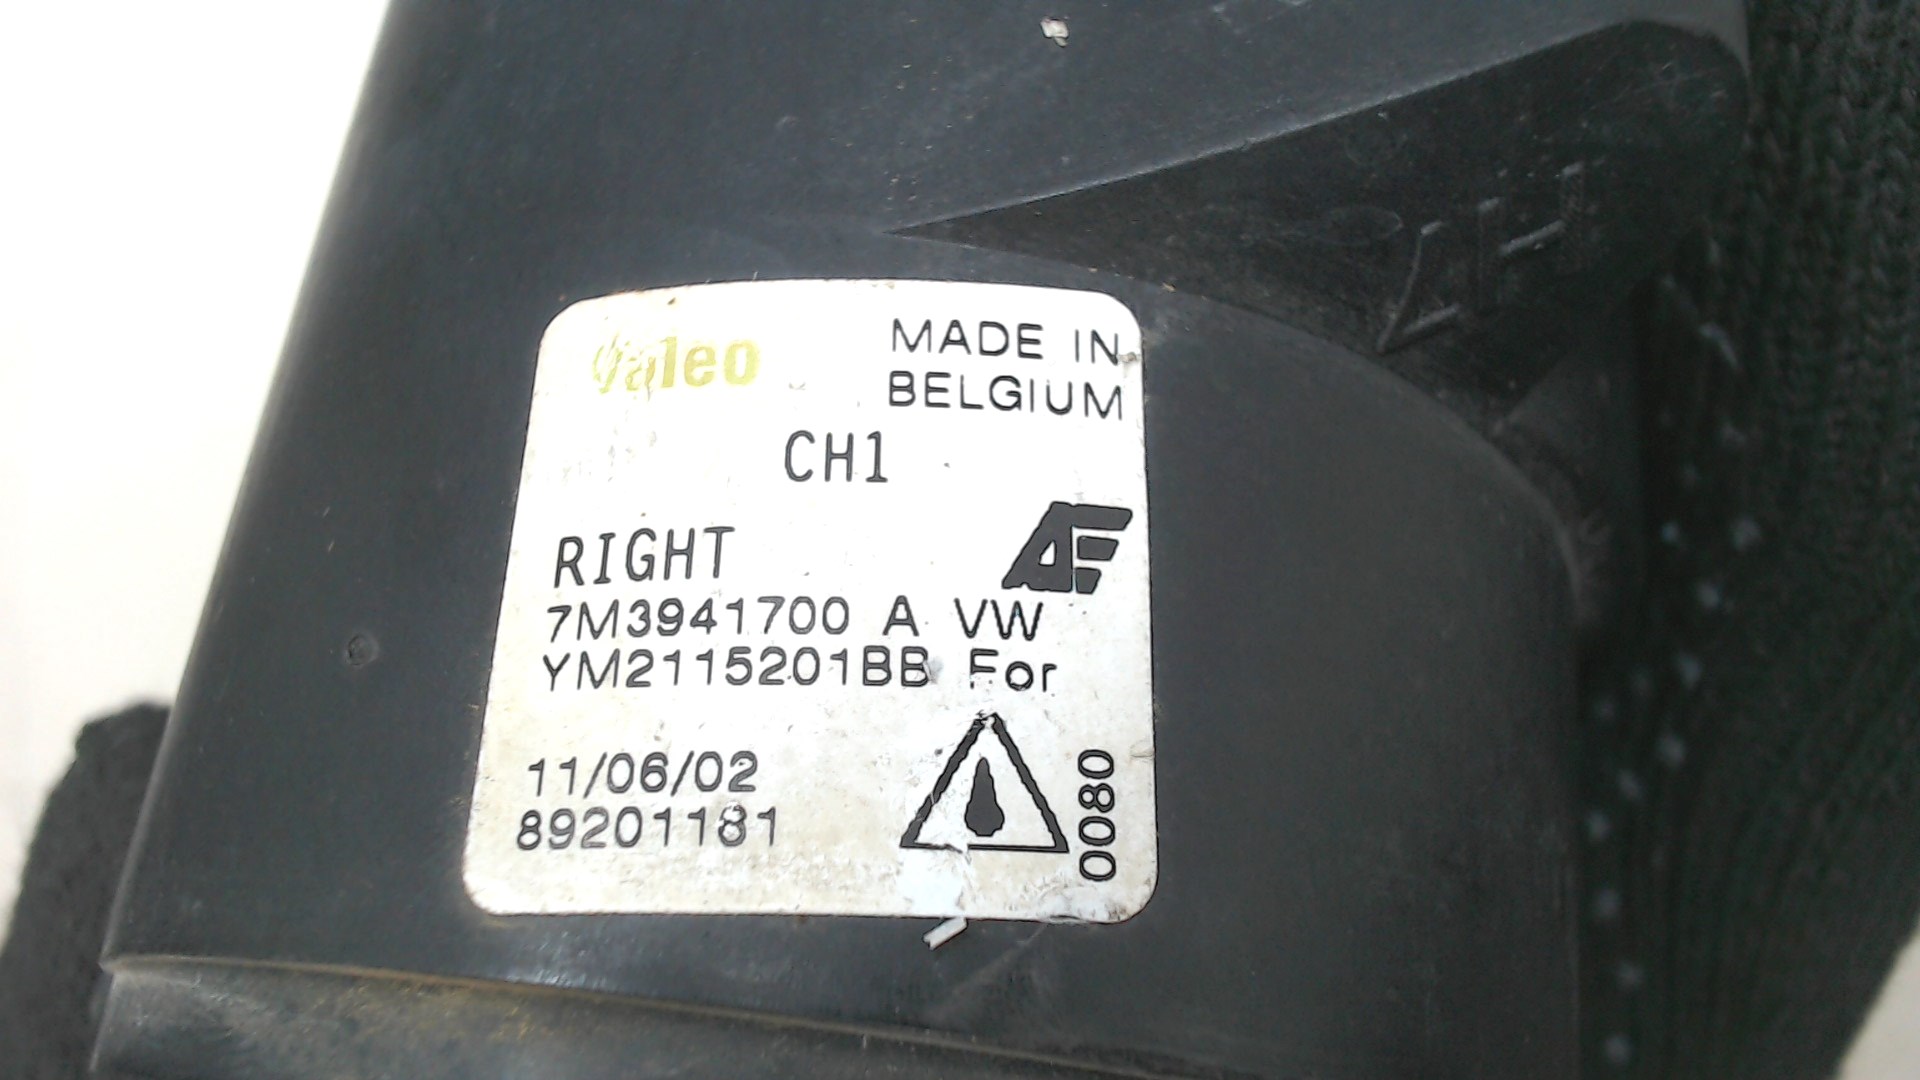 Valeo
MADE IN
BELGIUM
CH1
RIGHT
7M3941700 A VW
YM2115201BB For
11/06/02
89201181
0080